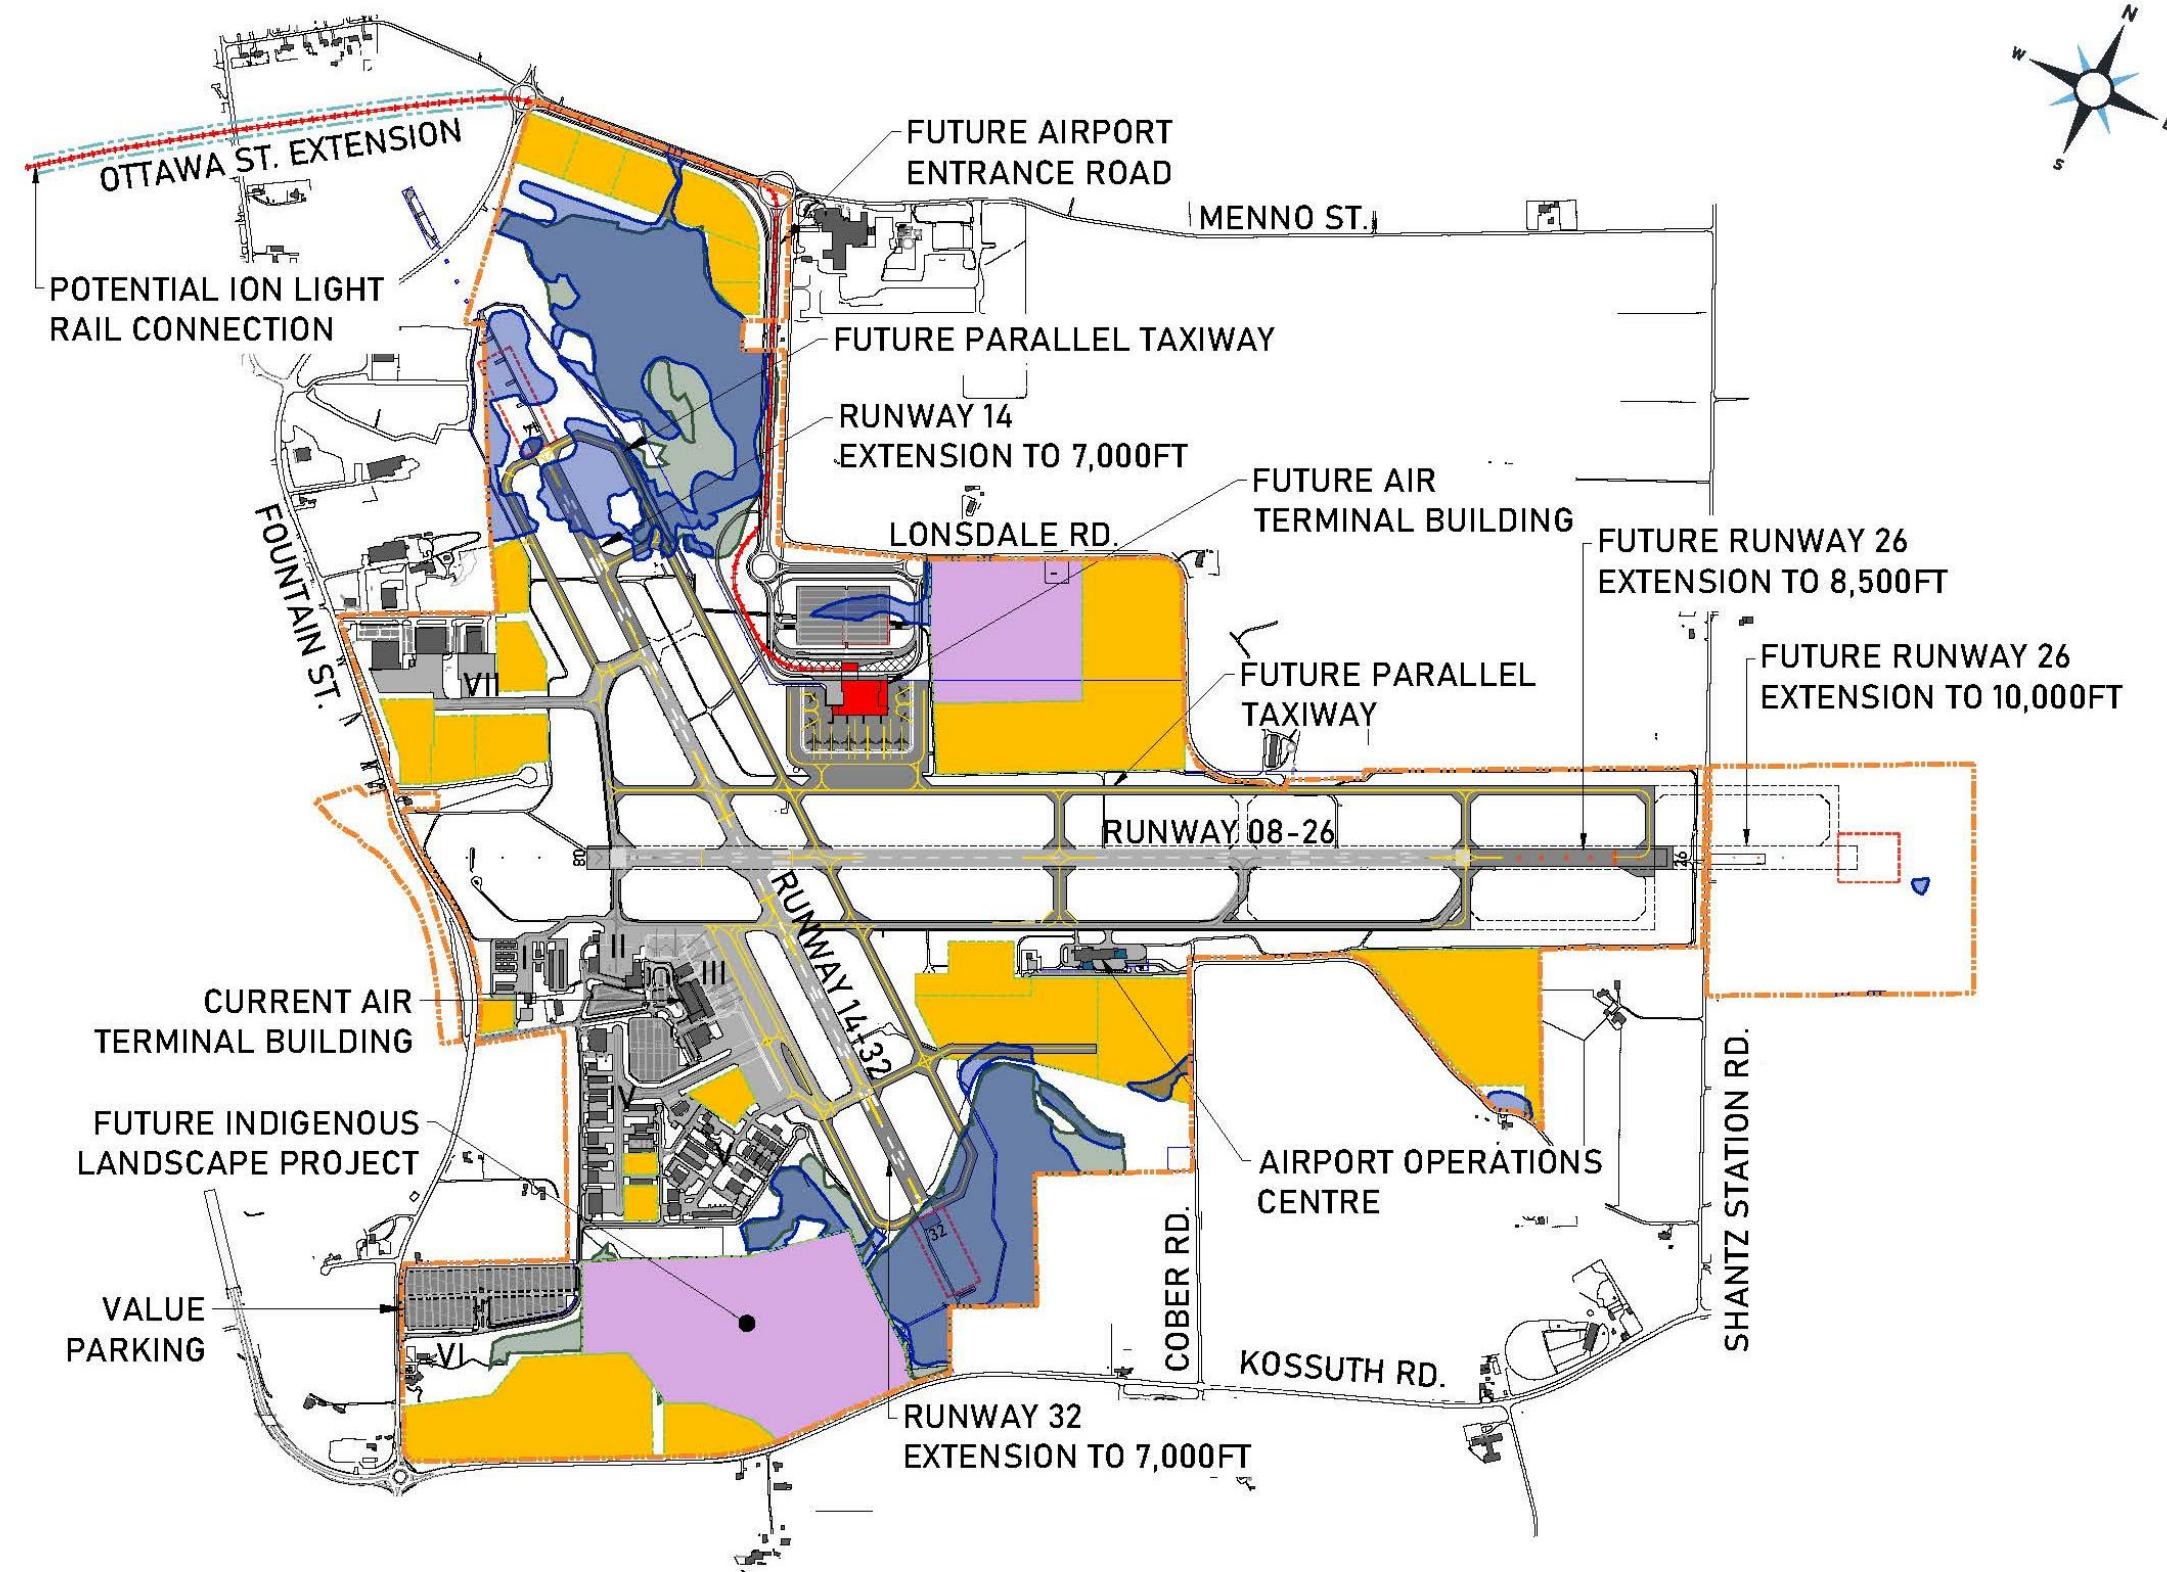 N
W
S
OTTAWA ST. EXTENSION
FUTURE AIRPORT
ENTRANCE ROAD
MENNO ST.
POTENTIAL ION LIGHT
RAIL CONNECTION
FUTURE PARALLEL TAXIWAY
RUNWAY 14
EXTENSION TO 7,000FT
FUTURE AIR
TERMINAL BUILDING
LONSDALE RD.
FUTURE RUNWAY 26
EXTENSION TO 8,500FT
FOUNTAIN ST.
FUTURE RUNWAY 26
EXTENSION TO 10,000FT
FUTURE PARALLEL
TAXIWAY
VII
RUNWAY 08-26
08
26
RUNWAY 14-32
I
II
III
CURRENT AIR
TERMINAL BUILDING
IV
V
FUTURE INDIGENOUS
LANDSCAPE PROJECT
AIRPORT OPERATIONS
CENTRE
32
COBER RD.
SHANTZ STATION RD.
VALUE
PARKING
VI
KOSSUTH RD.
RUNWAY 32
EXTENSION TO 7,000FT